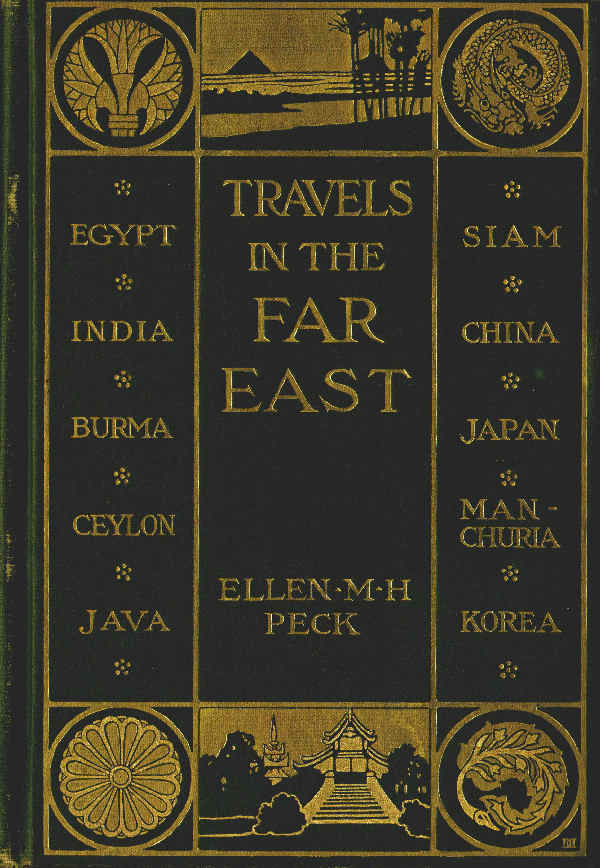 TRAVELS
IN THE
FAR
EAST
ELLEN·M·H
PECK
EGYPT
INDIA
BURMA
CEYLON
JAVA
SIAM
CHINA
JAPAN
MAN-
CHURIA
KOREA